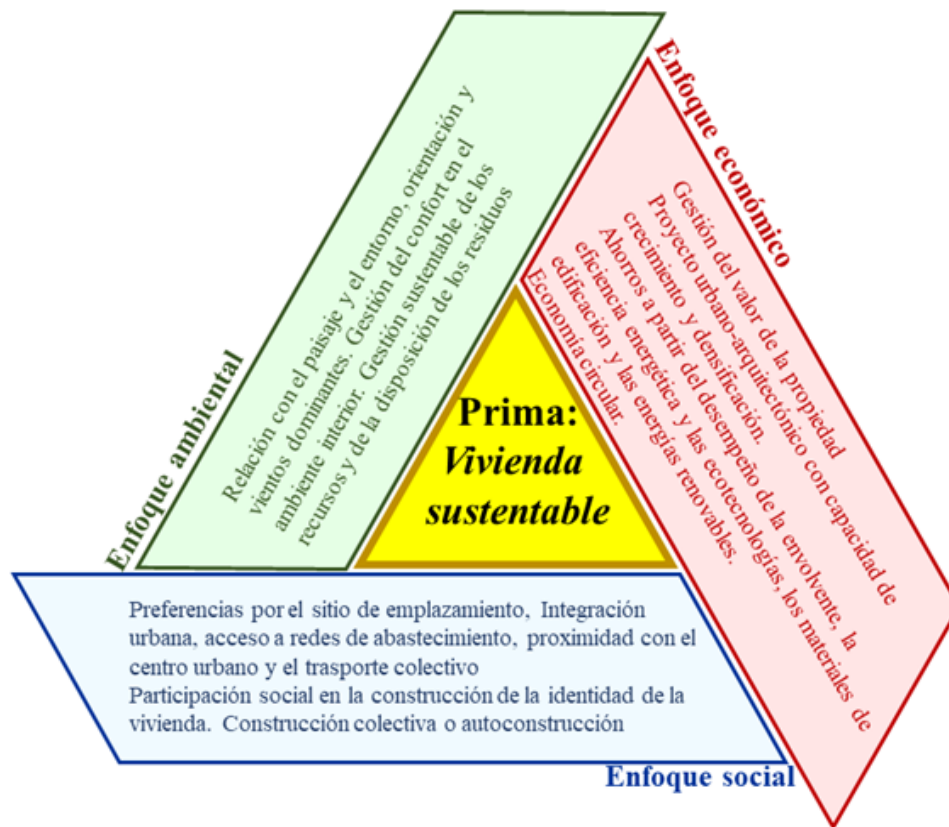 Enfoque ambiental
Relación con el paisaje y el entorno, orientación y
vientos dominantes. Gestión del confort en el
ambiente interior. Gestión sustentable de los
recursos y de la disposición de los residuos
Enfoque económico
Gestión del valor de la propiedad
Proyecto urbano-arquitectónico con capacidad de
crecimiento y densificación.
Ahorros a partir del desempeño de la envolvente, la
eficiencia energética y las ecotecnologías, los materiales de
edificación y las energías renovables.
Economía circular.
Prima:
Vivienda
sustentable
Preferencias por el sitio de emplazamiento, Integración
urbana, acceso a redes de abastecimiento, proximidad con el
centro urbano y el trasporte colectivo
Participación social en la construcción de la identidad de la
vivienda. Construcción colectiva o autoconstrucción
Enfoque social